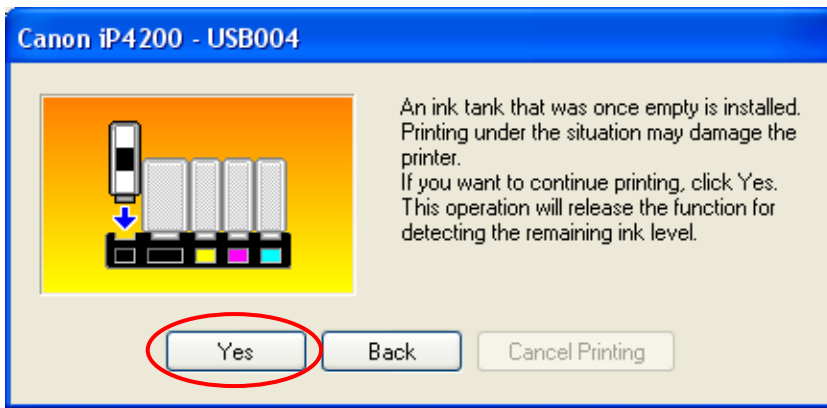 Canon iP4200 - USB004
An ink tank that was once empty is installed.
Printing under the situation may damage the
printer.
If you want to continue printing, click Yes.
This operation will release the function for
detecting the remaining ink level.
Yes
Back
Cancel Printing